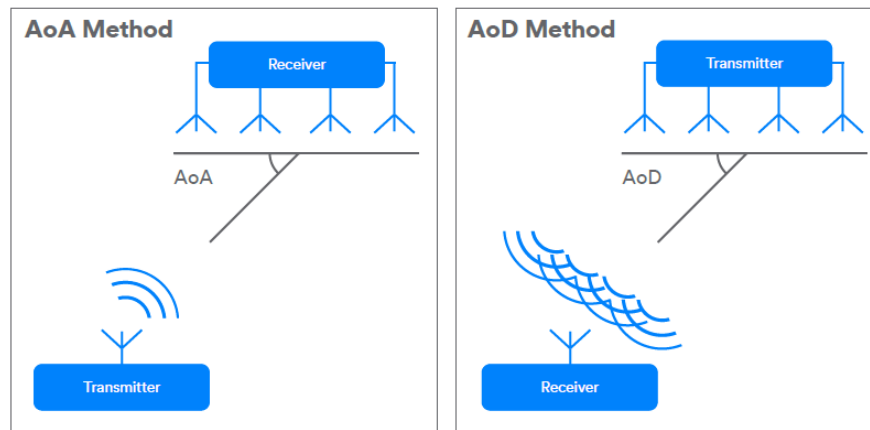 AoA Method
Receiver
AoA
Transmitter
AoD Method
Transmitter
AoD
Receiver